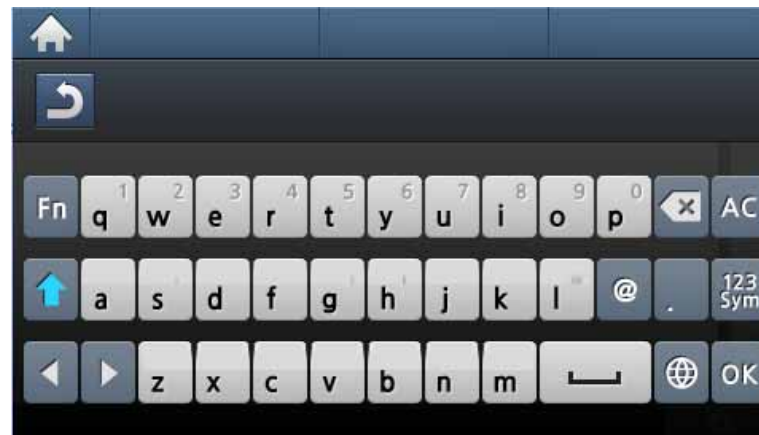 Fn q 1 w 2 e 3 r 4 t 5 y 6 u 7 i 8 o 9 p 0 AC
a s d f g h j k l @ . 123 Sym
z x c v b n m OK